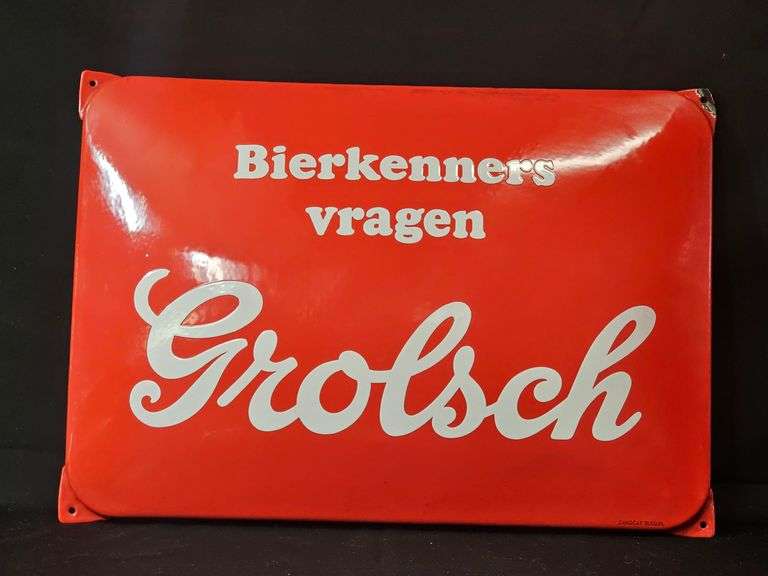 Bierkenners
vragen
Grolsch